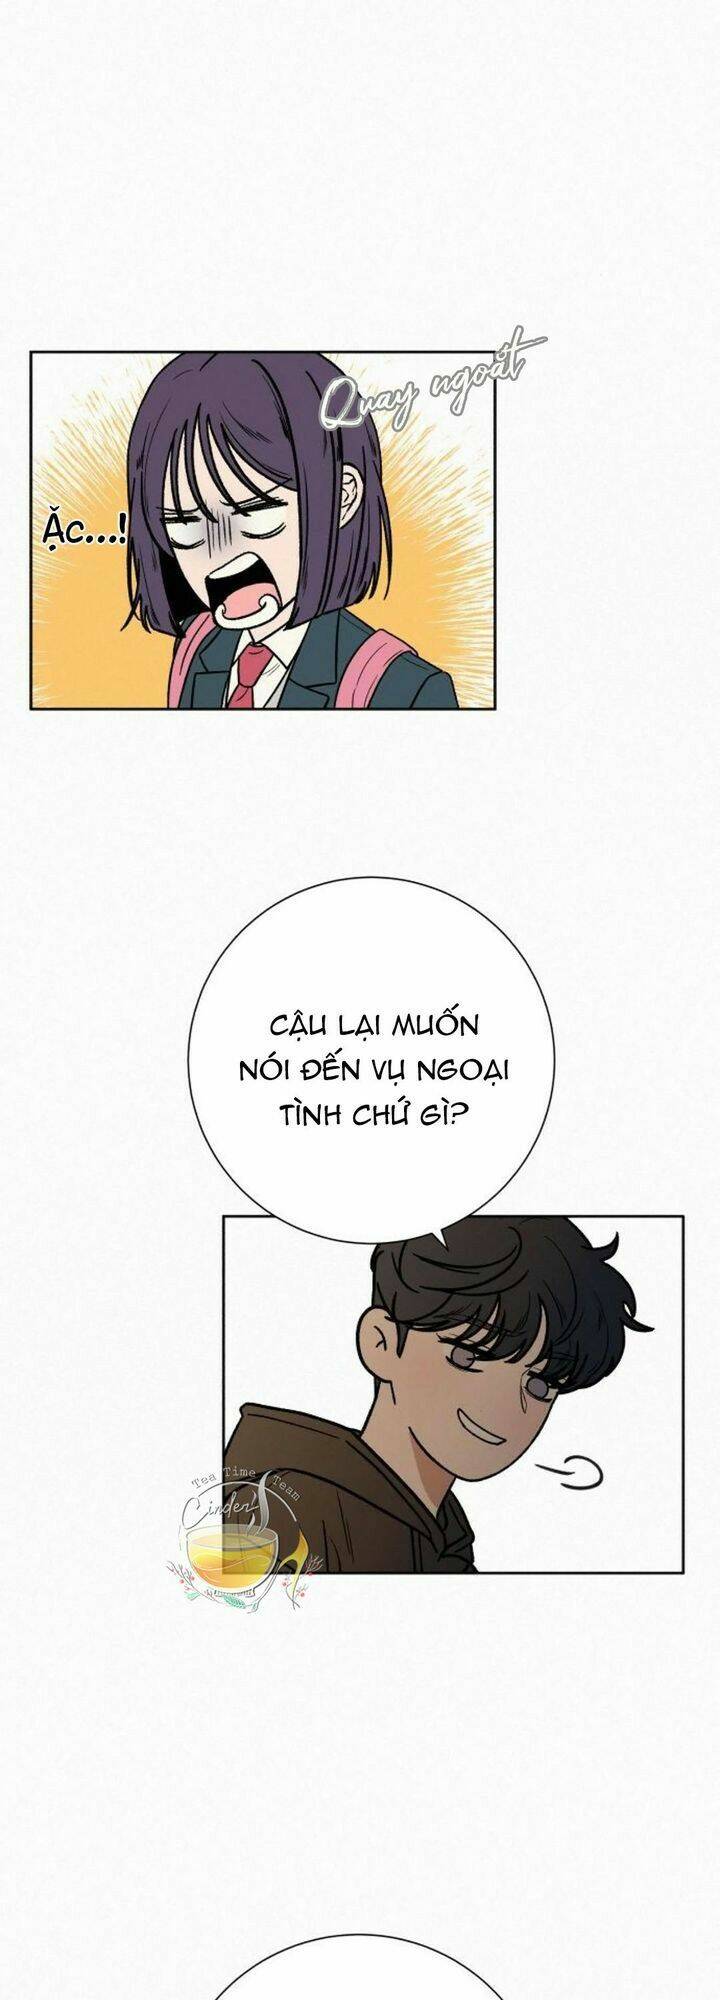 Quay ngoắt
Ặc...!
CẬU LẠI MUỐN
NÓI ĐẾN VỤ NGOẠI
TÌNH CHỨ GÌ?
Tea Time Team
Cinder